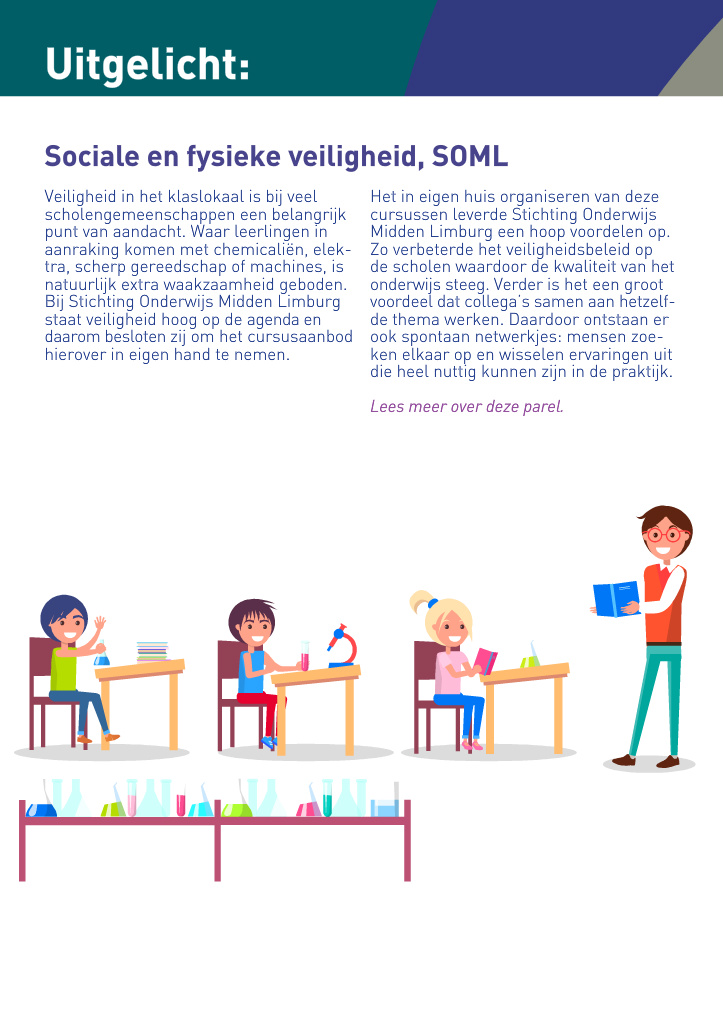 Uitgelicht:
Sociale en fysieke veiligheid, SOML
Veiligheid in het klaslokaal is bij veel
scholengemeenschappen een belangrijk
punt van aandacht. Waar leerlingen in
aanraking komen met chemicaliën, elek-
tra, scherp gereedschap of machines, is
natuurlijk extra waakzaamheid geboden.
Bij Stichting Onderwijs Midden Limburg
staat veiligheid hoog op de agenda en
daarom besloten zij om het cursusaanbod
hierover in eigen hand te nemen.
Het in eigen huis organiseren van deze
cursussen leverde Stichting Onderwijs
Midden Limburg een hoop voordelen op.
Zo verbeterde het veiligheidsbeleid op
de scholen waardoor de kwaliteit van het
onderwijs steeg. Verder is het een groot
voordeel dat collega's samen aan hetzelf-
de thema werken. Daardoor ontstaan er
ook spontaan netwerkjes: mensen zoe-
ken elkaar op en wisselen ervaringen uit
die heel nuttig kunnen zijn in de praktijk.
Lees meer over deze parel.